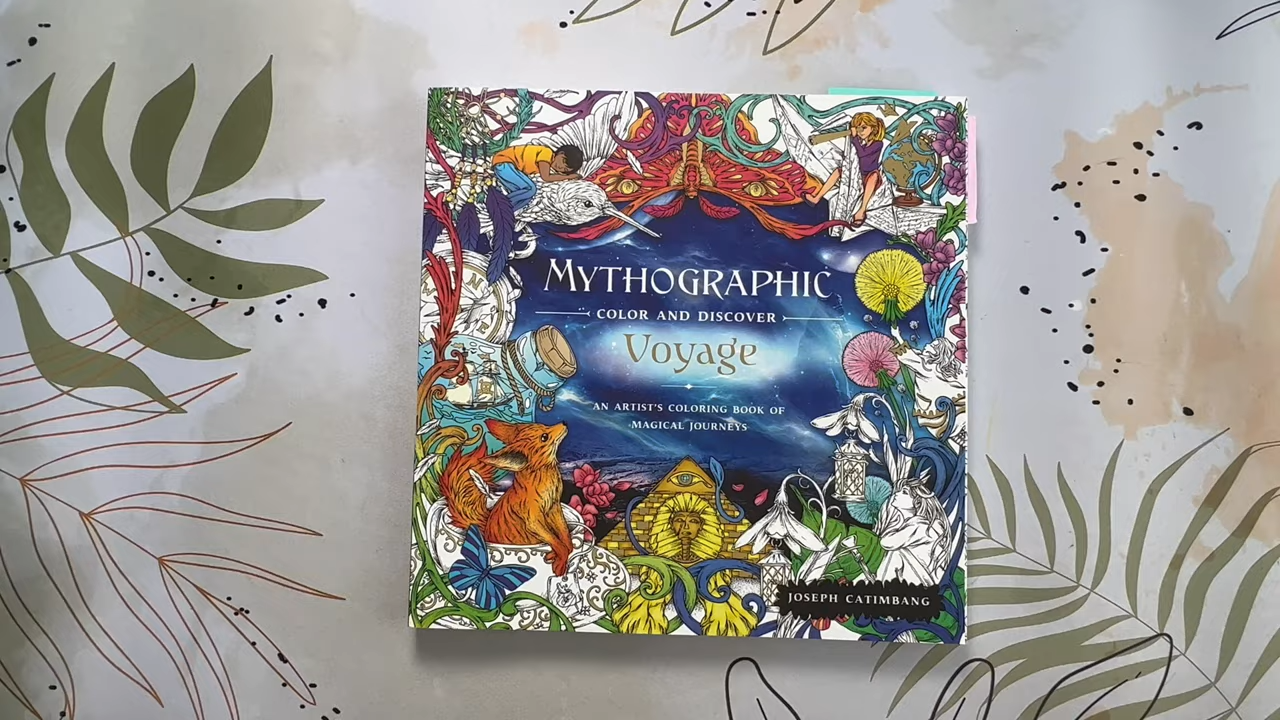 MYTHOGRAPHIC
COLOR AND DISCOVER
Voyage
AN ARTIST'S COLORING BOOK OF
MAGICAL JOURNEYS
JOSEPH CATIMBANG